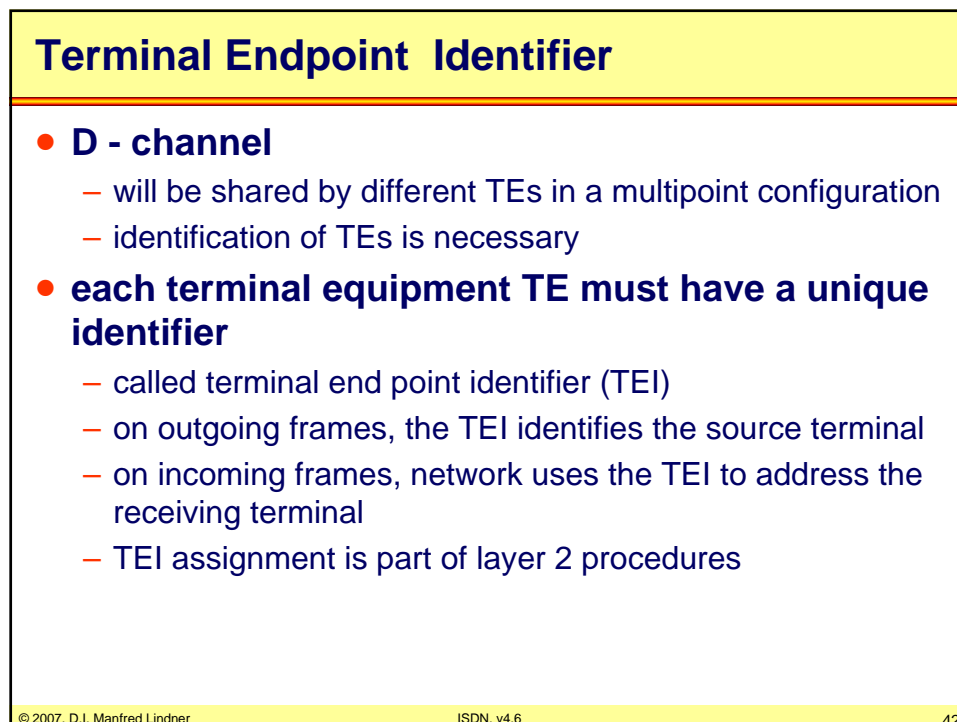 Terminal Endpoint  Identifier
• D - channel
– will be shared by different TEs in a multipoint configuration
– identification of TEs is necessary
• each terminal equipment TE must have a unique
identifier
– called terminal end point identifier (TEI)
– on outgoing frames, the TEI identifies the source terminal
– on incoming frames, network uses the TEI to address the
receiving terminal
– TEI assignment is part of layer 2 procedures
© 2007, D.I. Manfred Lindner
ISDN, v4.6
42